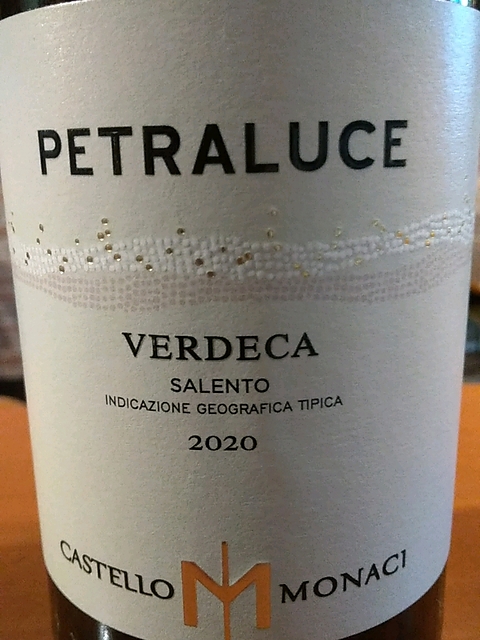 PETRALUCE
VERDECA
SALENTO
INDICAZIONE GEOGRAFICA TIPICA
2020
CASTELLO M MONACI